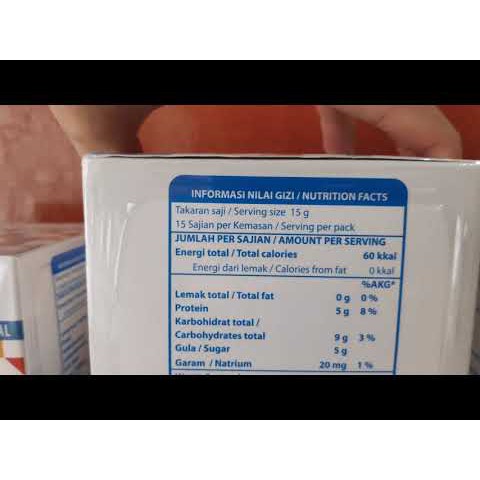 INFORMASI NILAI GIZI / NUTRITION FACTS
Takaran saji / Serving size 15 g
15 Sajian per Kemasan / Serving per pack
JUMLAH PER SAJIAN / AMOUNT PER SERVING
Energi total / Total calories 60 kkal
Energi dari lemak / Calories from fat 0 kkal
%AKG*
Lemak total / Total fat 0 g 0 %
Protein 5 g 8 %
Karbohidrat total /
Carbohydrates total 9 g 3 %
Gula / Sugar 5 g
Garam / Natrium 20 mg 1 %
AL